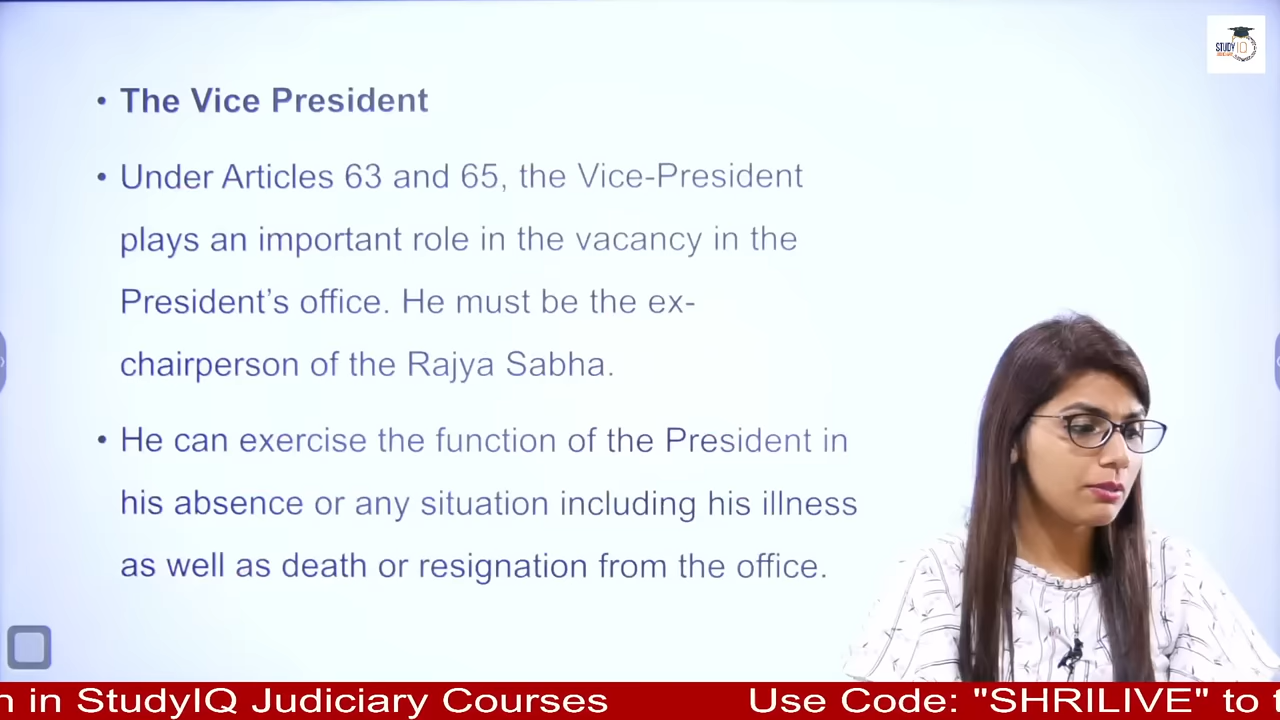 STUDY IQ
• The Vice President
• Under Articles 63 and 65, the Vice-President
plays an important role in the vacancy in the
President's office. He must be the ex-
chairperson of the Rajya Sabha.
• He can exercise the function of the President in
his absence or any situation including his illness
as well as death or resignation from the office.
n in StudyIQ Judiciary Courses Use Code: "SHRILIVE" to t